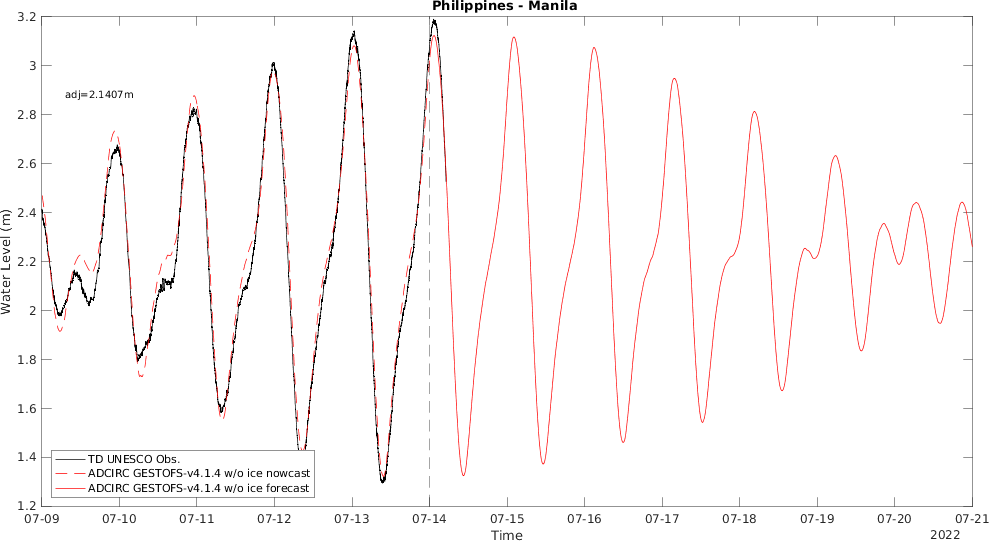 Philippines - Manila
3.2
3
2.8
2.6
2.4
2.2
2
1.8
1.6
1.4
1.2
Water Level (m)
adj=2.1407m
TD UNESCO Obs.
ADCIRC GESTOFS-v4.1.4 w/o ice nowcast
ADCIRC GESTOFS-v4.1.4 w/o ice forecast
07-09 07-10 07-11 07-12 07-13 07-14 07-15 07-16 07-17 07-18 07-19 07-20 07-21
Time
2022